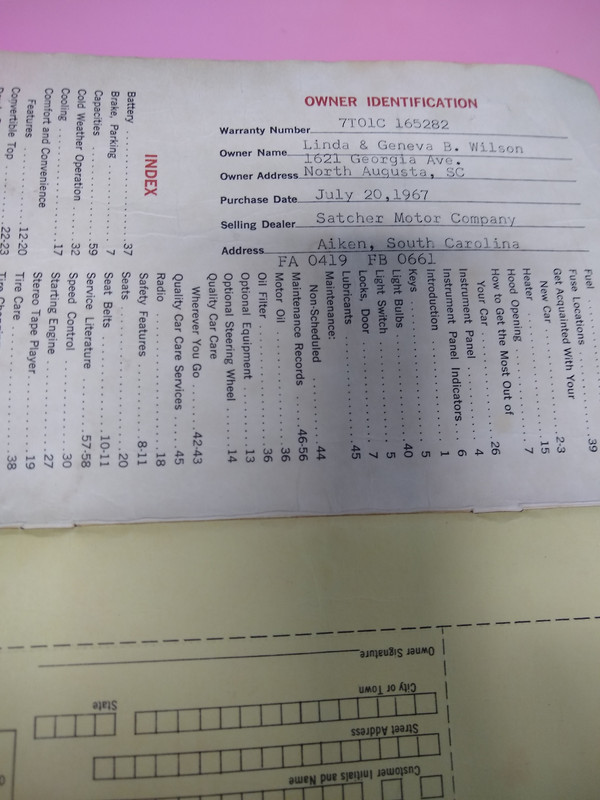 OWNER IDENTIFICATION
Warranty Number 7T01C 165282
Owner Name Linda & Geneva B. Wilson
1621 Georgia Ave.
Owner Address North Augusta, SC
Purchase Date July 20,1967
Selling Dealer Satcher Motor Company
Address Aiken, South Carolina
FA 0419 FB 0661
INDEX
Battery 37
Brake, Parking 7
Capacities 59
Cold Weather Operation 32
Cooling 17
Comfort and Convenience
Features 12-20
Convertible Top 22-23
Fuel 39
Fuse Locations
Get Acquainted With Your
New Car 2-3
Heater 15
Hood Opening 7
How to Get the Most Out of
Your Car 26
Instrument Panel 4
Instrument Panel Indicators 6
Introduction 1
Keys 5
Light Bulbs 40
Light Switch 5
Locks, Door 7
Lubricants 45
Maintenance:
Non-Scheduled 44
Maintenance Records 46-56
Motor Oil 36
Oil Filter 36
Optional Equipment 13
Optional Steering Wheel 14
Quality Car Care
Wherever You Go 42-43
Quality Car Care Services 45
Radio 18
Safety Features 8-11
Seats 20
Seat Belts 10-11
Service Literature 57-58
Speed Control 30
Starting Engine 27
Stereo Tape Player 19
Tire Care 38
Owner Signature
City or Town
State
Street Address
Customer Initials and Name